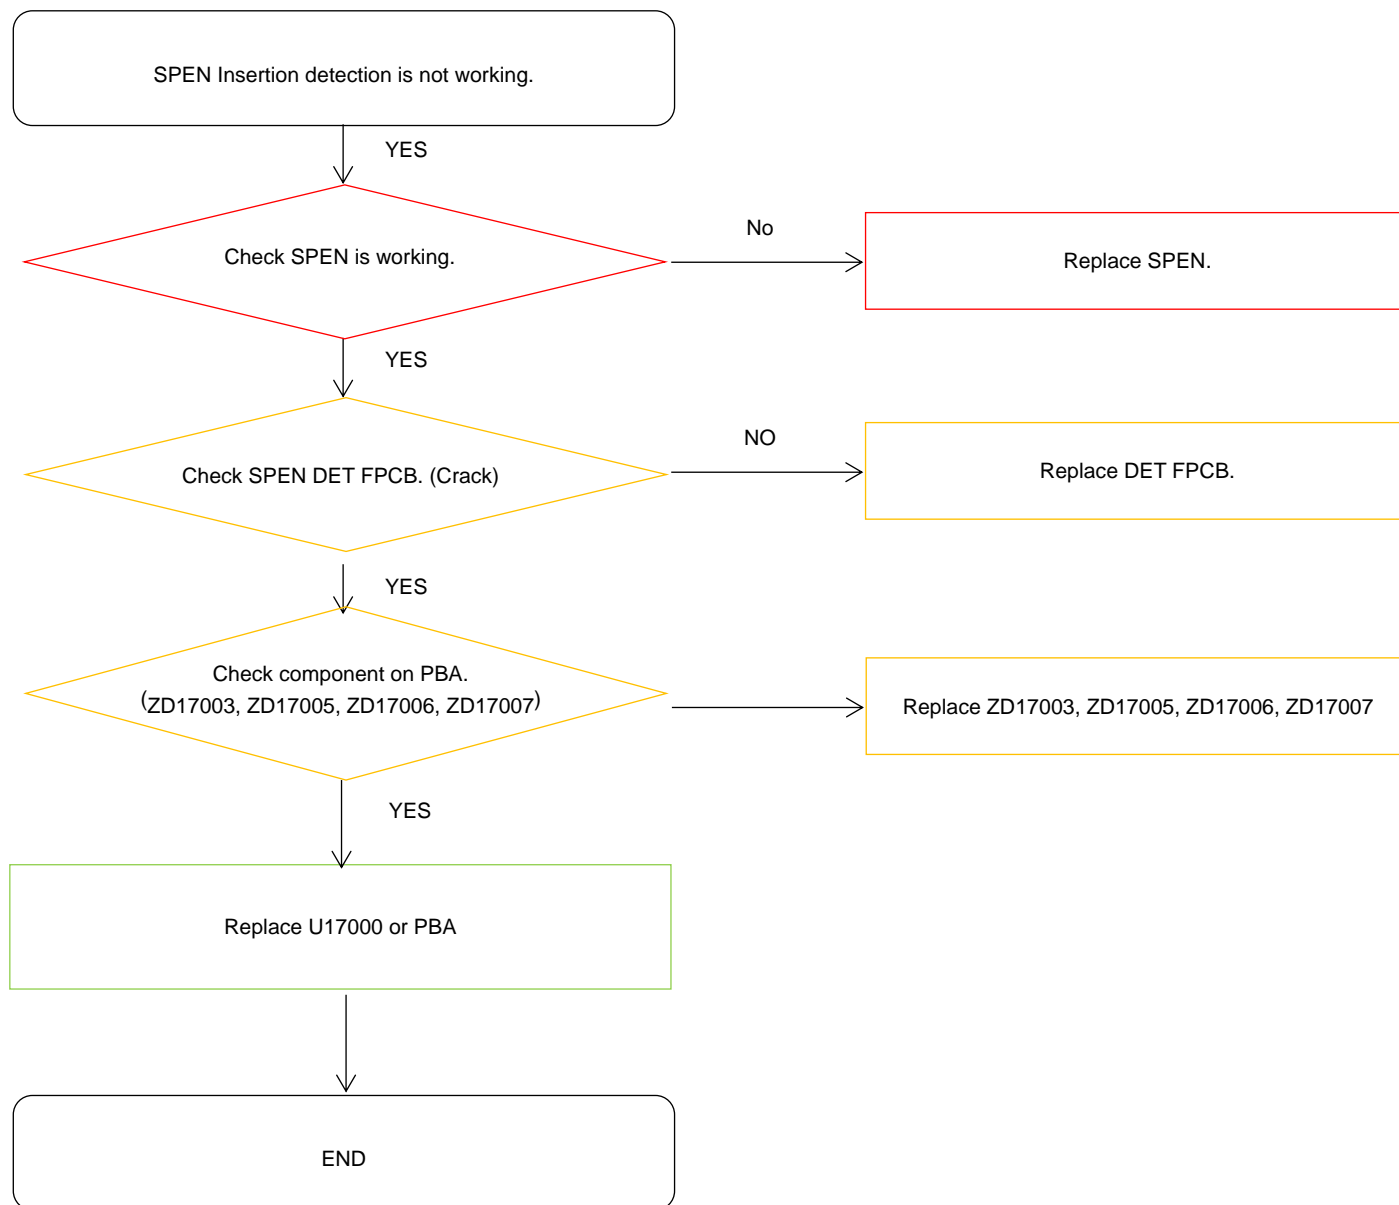 SPEN Insertion detection is not working.
YES
Check SPEN is working.
No
Replace SPEN.
YES
Check SPEN DET FPCB. (Crack)
NO
Replace DET FPCB.
YES
Check component on PBA.
(ZD17003, ZD17005, ZD17006, ZD17007)
Replace ZD17003, ZD17005, ZD17006, ZD17007
YES
Replace U17000 or PBA
END